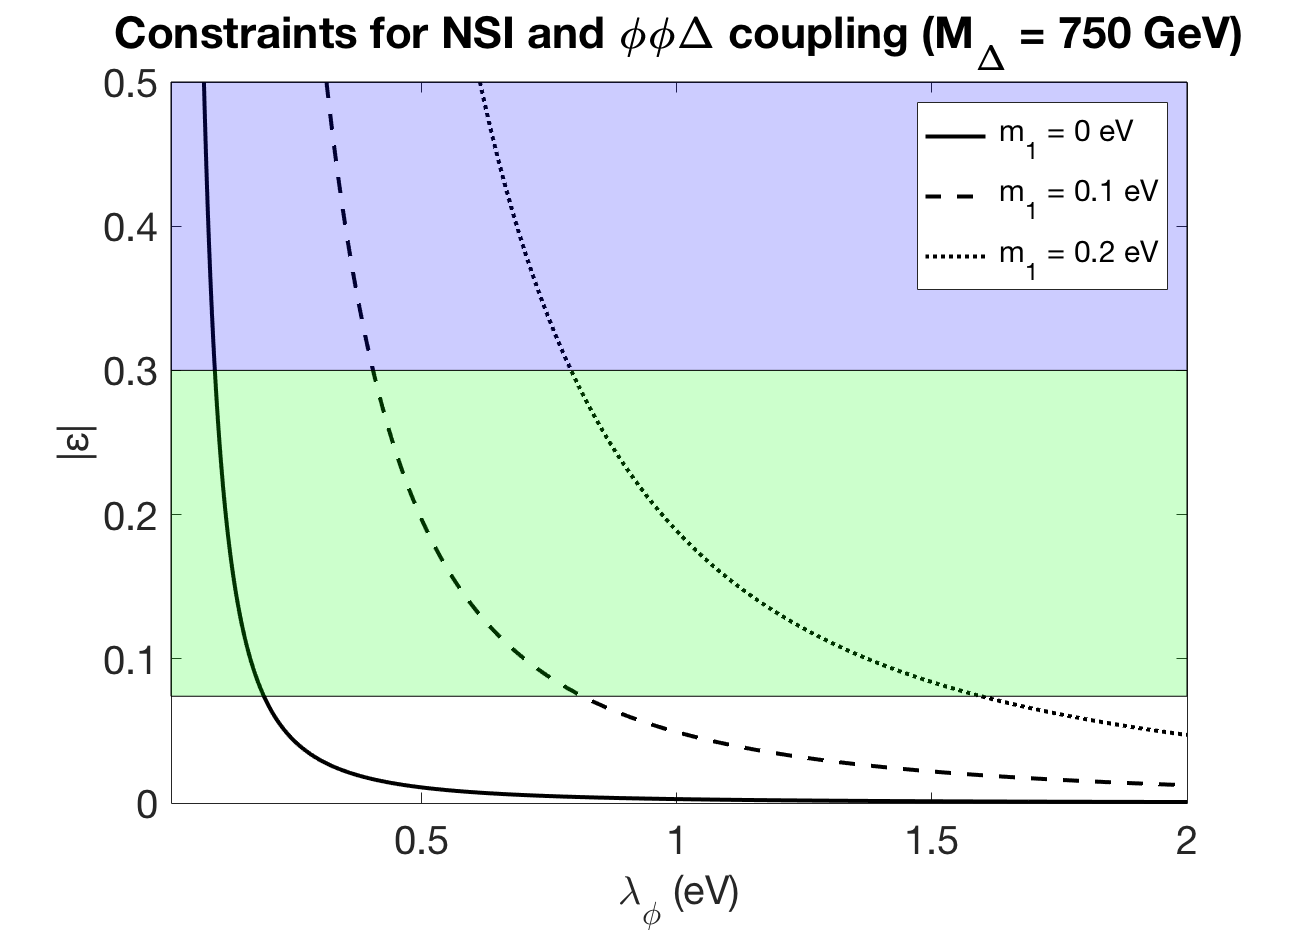 Constraints for NSI and ϕϕΔ coupling (M_Δ = 750 GeV)
0.5
0.4
0.3
0.2
0.1
0
|ε|
m_1 = 0 eV
m_1 = 0.1 eV
m_1 = 0.2 eV
0.5
1
1.5
2
λ_ϕ (eV)